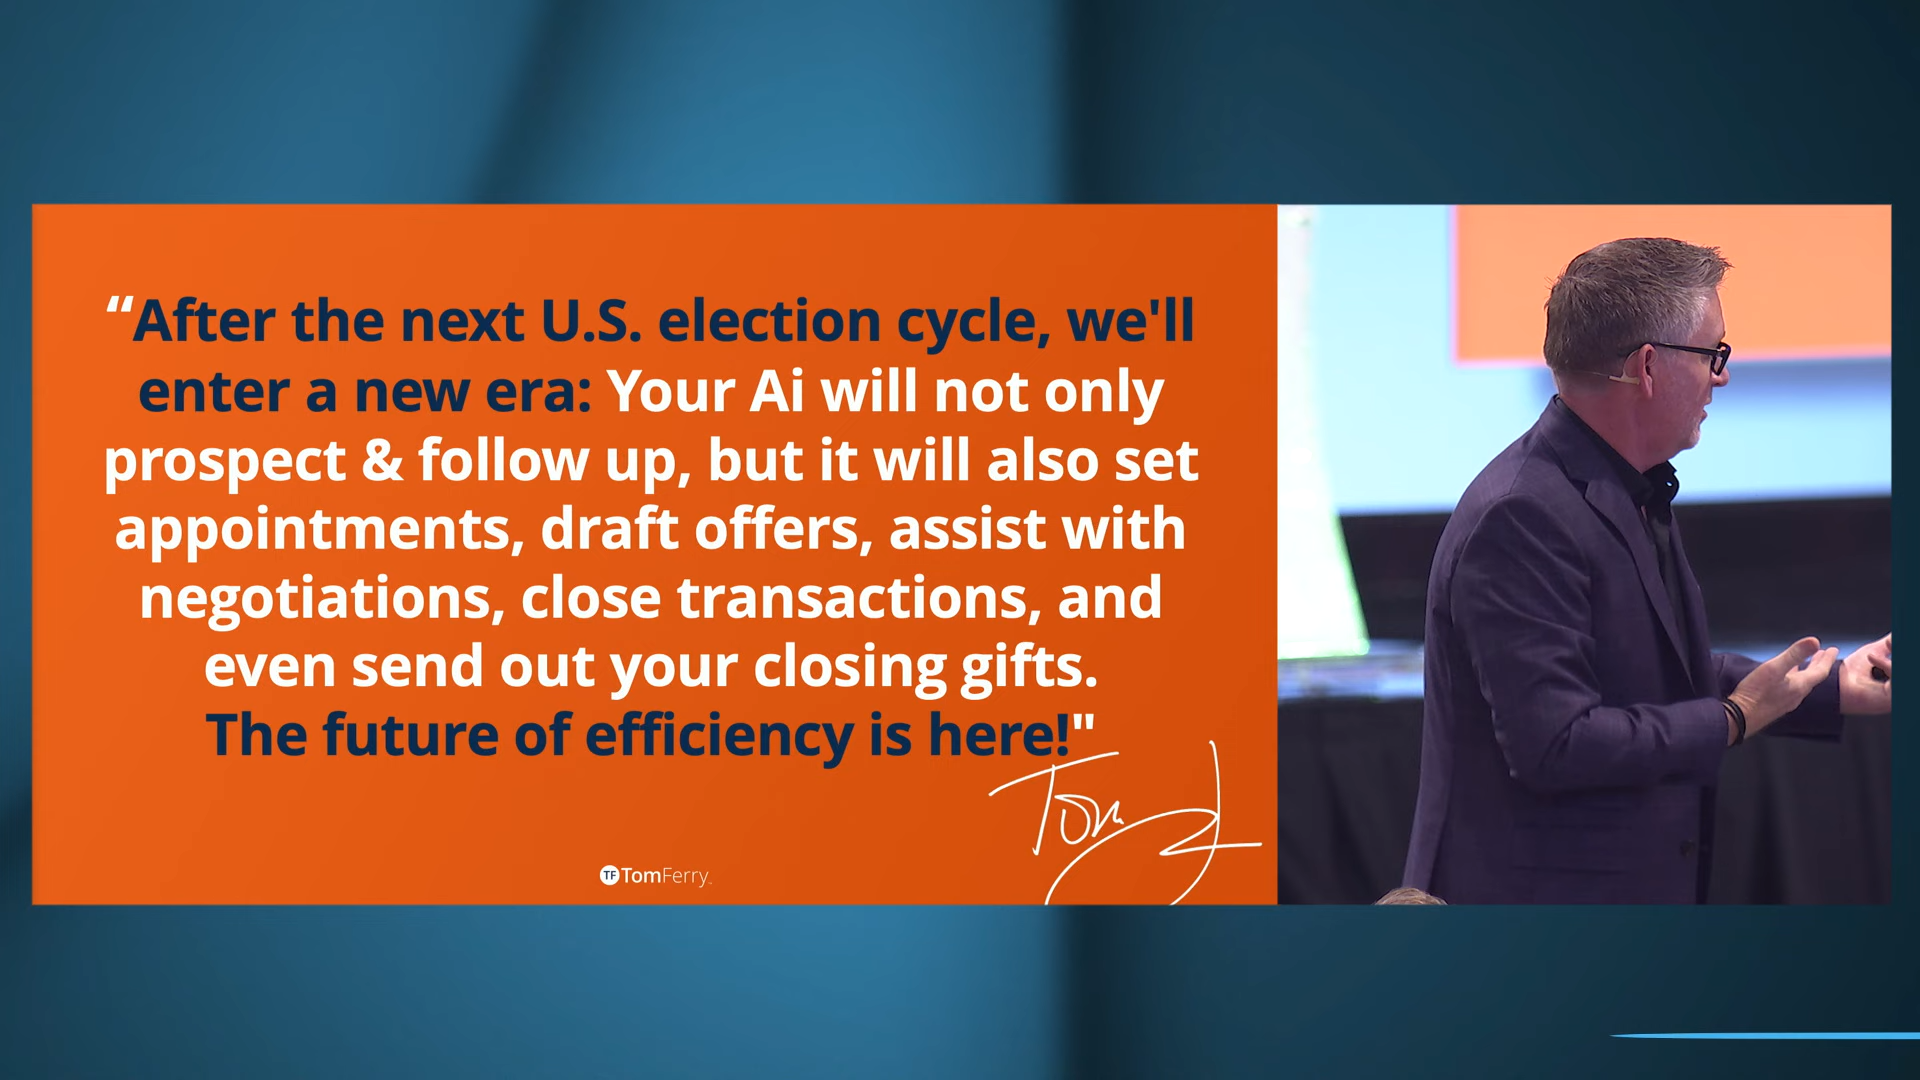 “After the next U.S. election cycle, we'll
enter a new era: Your Ai will not only
prospect & follow up, but it will also set
appointments, draft offers, assist with
negotiations, close transactions, and
even send out your closing gifts.
The future of efficiency is here!"
Tom
TF TomFerry